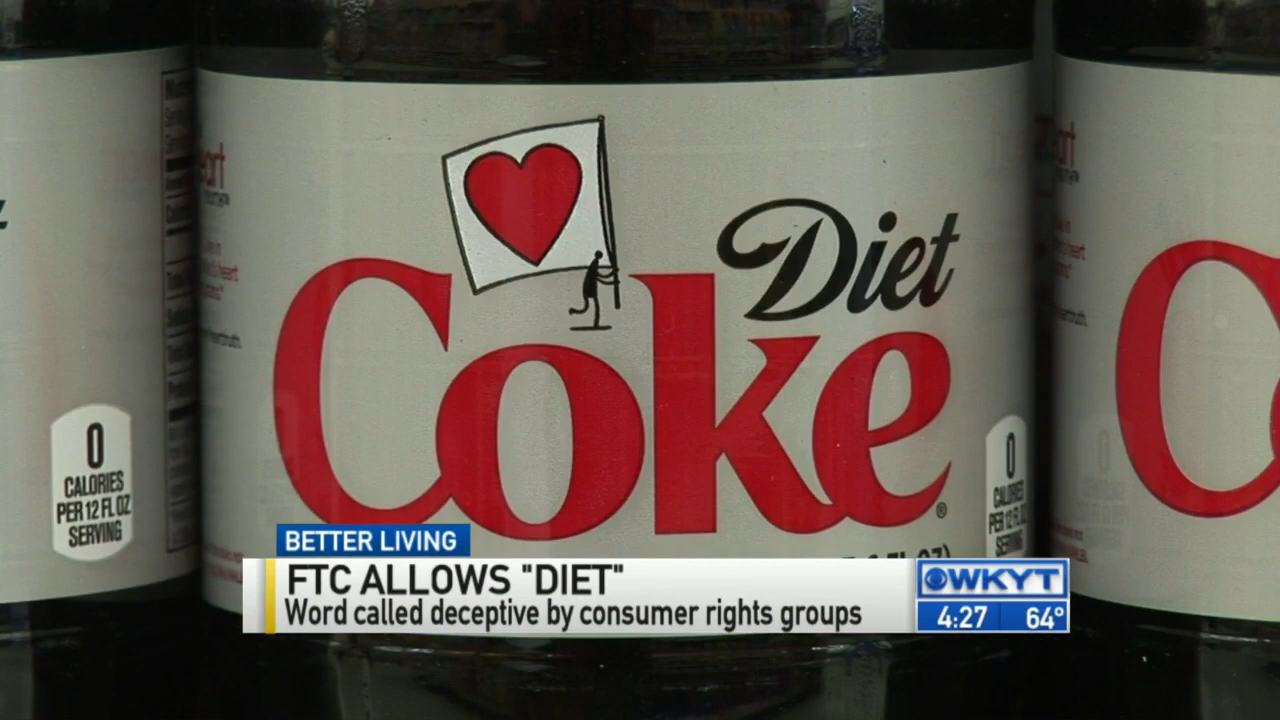 Diet
Coke®
0
CALORIES
PER 12 FL OZ
SERVING
0
CALORIES
PER 12 FL OZ
SERVING
BETTER LIVING
FTC ALLOWS "DIET"
Word called deceptive by consumer rights groups
WKYT
4:27 64°